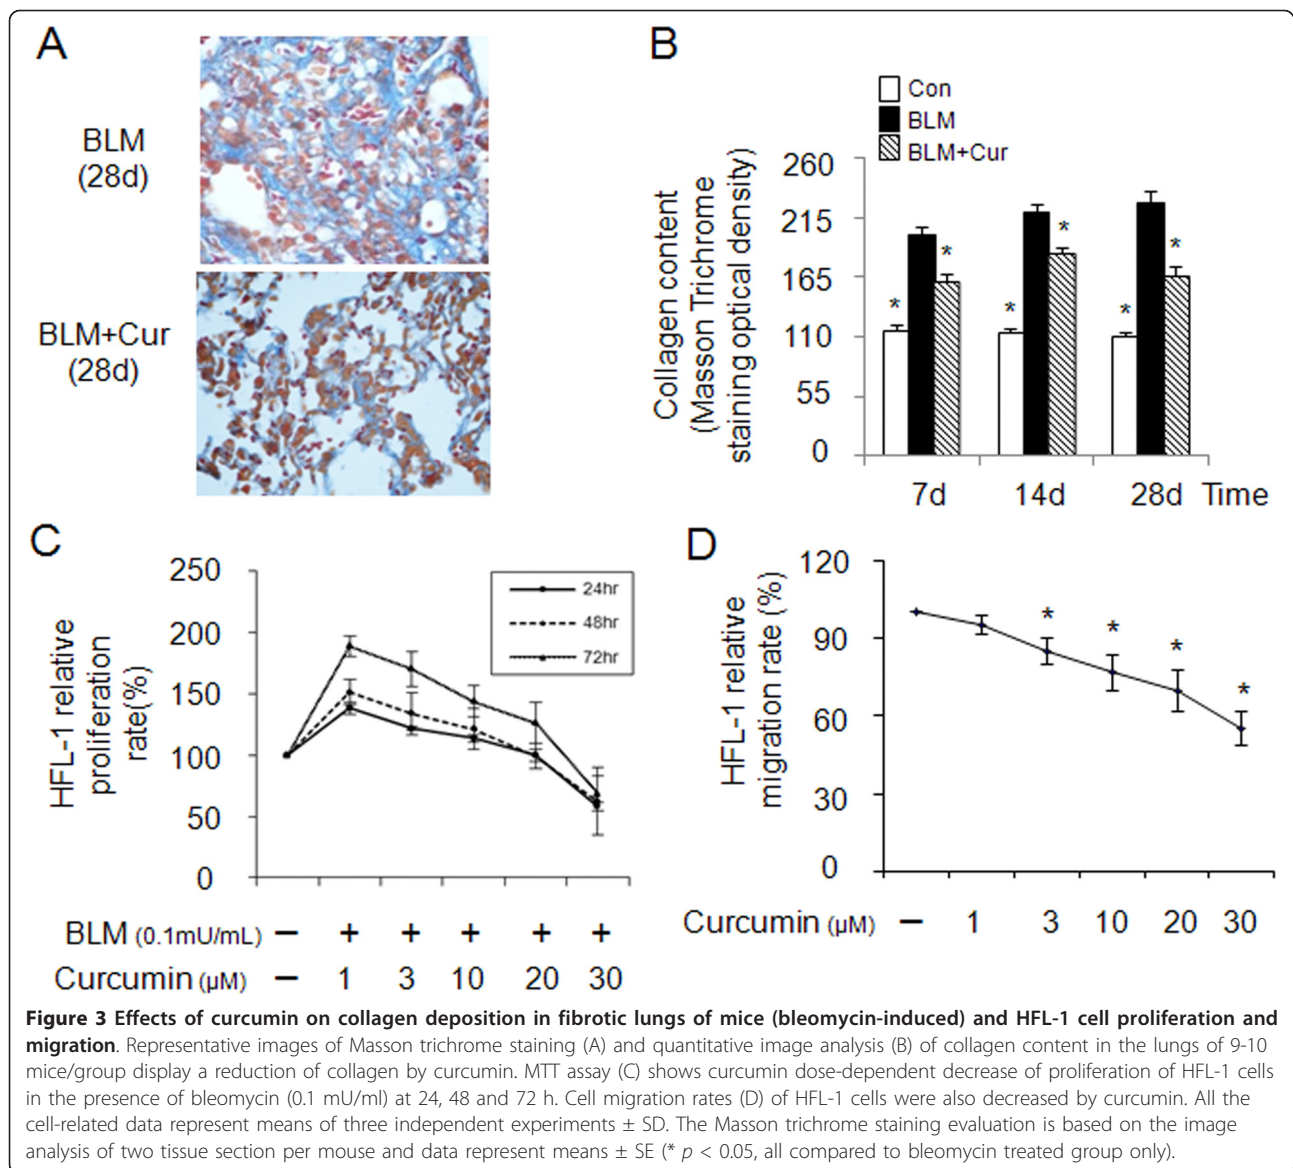 A
BLM
(28d)
BLM+Cur
(28d)
B
Con
BLM
BLM+Cur
Collagen content
(Masson Trichrome
staining optical density)
260
215
165
110
55
0
*
*
*
*
*
*
7d 14d 28d Time
C
HFL-1 relative
proliferation
rate(%)
250
200
150
100
50
0
24hr
48hr
72hr
BLM (0.1mU/mL) – + + + + +
Curcumin (µM) – 1 3 10 20 30
D
HFL-1 relative
migration rate (%)
120
90
60
30
0
*
*
*
*
Curcumin (µM) – 1 3 10 20 30
Figure 3 Effects of curcumin on collagen deposition in fibrotic lungs of mice (bleomycin-induced) and HFL-1 cell proliferation and
migration. Representative images of Masson trichrome staining (A) and quantitative image analysis (B) of collagen content in the lungs of 9-10
mice/group display a reduction of collagen by curcumin. MTT assay (C) shows curcumin dose-dependent decrease of proliferation of HFL-1 cells
in the presence of bleomycin (0.1 mU/ml) at 24, 48 and 72 h. Cell migration rates (D) of HFL-1 cells were also decreased by curcumin. All the
cell-related data represent means of three independent experiments ± SD. The Masson trichrome staining evaluation is based on the image
analysis of two tissue section per mouse and data represent means ± SE (* p < 0.05, all compared to bleomycin treated group only).